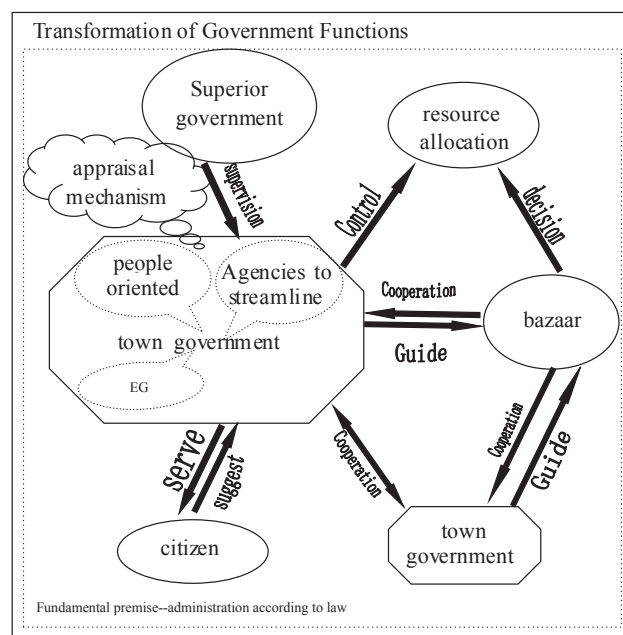 Transformation of Government Functions
Superior
government
resource
allocation
appraisal
mechanism
supervision
Control
decision
people
oriented
Agencies to
streamline
Cooperation
bazaar
town government
Guide
EG
serve
suggest
Cooperation
Cooperation
Guide
citizen
town
government
Fundamental premise--administration according to law